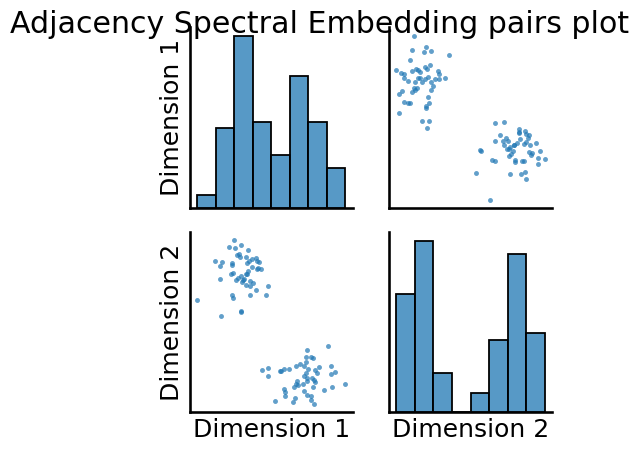 Adjacency Spectral Embedding pairs plot
Dimension 1
Dimension 2
Dimension 1
Dimension 2